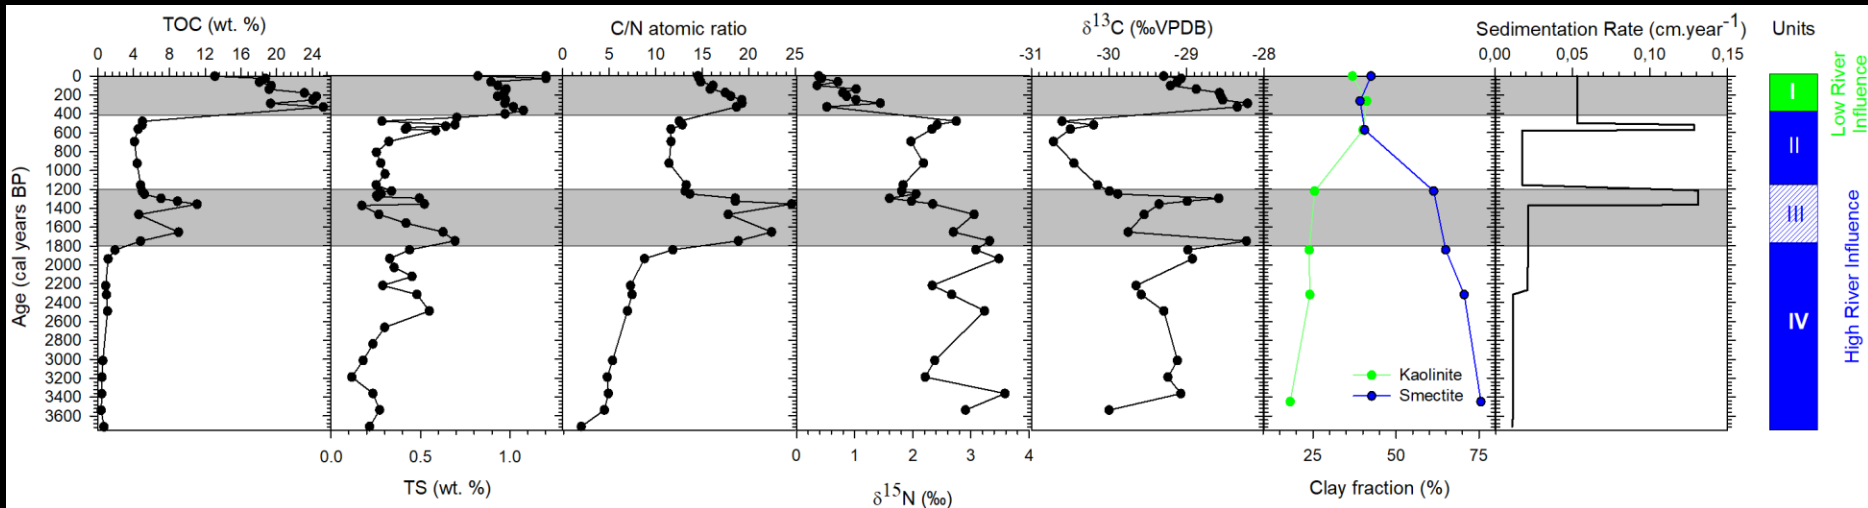 TOC (wt. %)
C/N atomic ratio
δ13C (‰VPDB)
Sedimentation Rate (cm.year-1)
Units
0 4 8 12 16 20 24
0 5 10 15 20 25
-31 -30 -29 -28
0,00 0,05 0,10 0,15
Age (cal years BP)
0
200
400
600
800
1000
1200
1400
1600
1800
2000
2200
2400
2600
3000
3200
3400
3600
Kaolinite
Smectite
I
II
III
IV
Low River
Influence
High River Influence
0.0 0.5 1.0
0 1 2 3 4
25 50 75
TS (wt. %)
δ15N (‰)
Clay fraction (%)